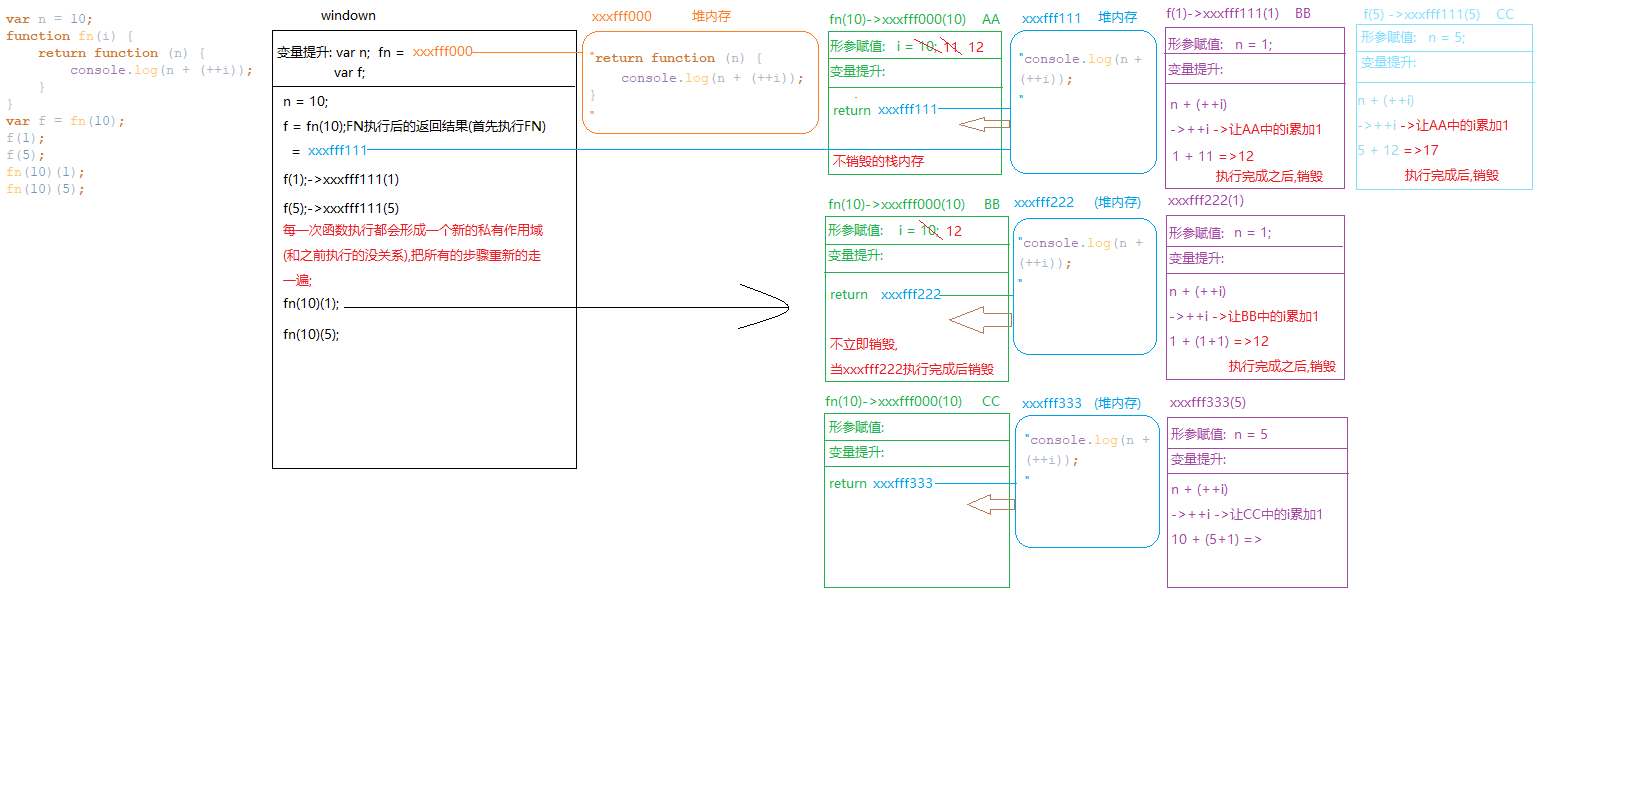 var n = 10;
function fn(i) {
return function (n) {
console.log(n + (++i));
}
}
var f = fn(10);
f(1);
f(5);
fn(10)(1);
fn(10)(5);
windown
变量提升: var n; fn = xxxfff000
var f;
n = 10;
f = fn(10);FN执行后的返回结果(首先执行FN)
= xxxfff111
f(1);->xxxfff111(1)
f(5);->xxxfff111(5)
每一次函数执行都会形成一个新的私有作用域
(和之前执行的没关系),把所有的步骤重新的走
一遍;
fn(10)(1);
fn(10)(5);
xxxfff000 堆内存
"return function (n) {
console.log(n + (++i));
}
"
fn(10)->xxxfff000(10) AA
形参赋值: i = 10; 11 12
变量提升:
return xxxfff111
不销毁的栈内存
xxxfff111 堆内存
"console.log(n +
(++i));
"
f(1)->xxxfff111(1) BB
形参赋值: n = 1;
变量提升:
n + (++i)
->++i ->让AA中的i累加1
1 + 11 =>12
执行完成之后,销毁
f(5) ->xxxfff111(5) CC
形参赋值: n = 5;
变量提升:
n + (++i)
->++i ->让AA中的i累加1
5 + 12 =>17
执行完成后,销毁
fn(10)->xxxfff000(10) BB
形参赋值: i = 10; 12
变量提升:
return xxxfff222
不立即销毁,
当xxxfff222执行完成后销毁
xxxfff222 (堆内存)
"console.log(n +
(++i));
"
xxxfff222(1)
形参赋值: n = 1;
变量提升:
n + (++i)
->++i ->让BB中的i累加1
1 + (1+1) =>12
执行完成之后,销毁
fn(10)->xxxfff000(10) CC
形参赋值:
变量提升:
return xxxfff333
xxxfff333 (堆内存)
"console.log(n +
(++i));
"
xxxfff333(5)
形参赋值: n = 5
变量提升:
n + (++i)
->++i ->让CC中的i累加1
10 + (5+1) =>